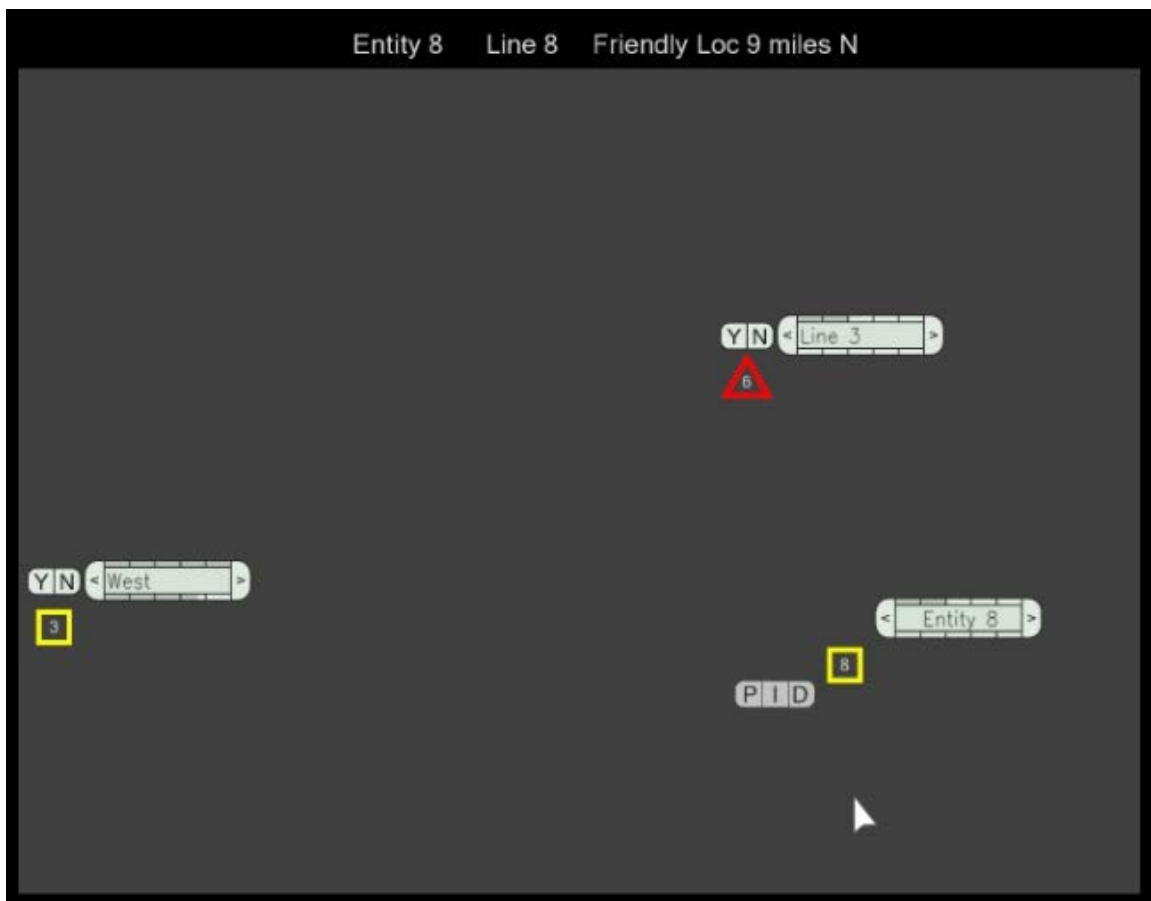 Entity 8 Line 8 Friendly Loc 9 miles N
Y N < Line 3 >
6
Y N < West >
3
< Entity 8 >
8
P I D